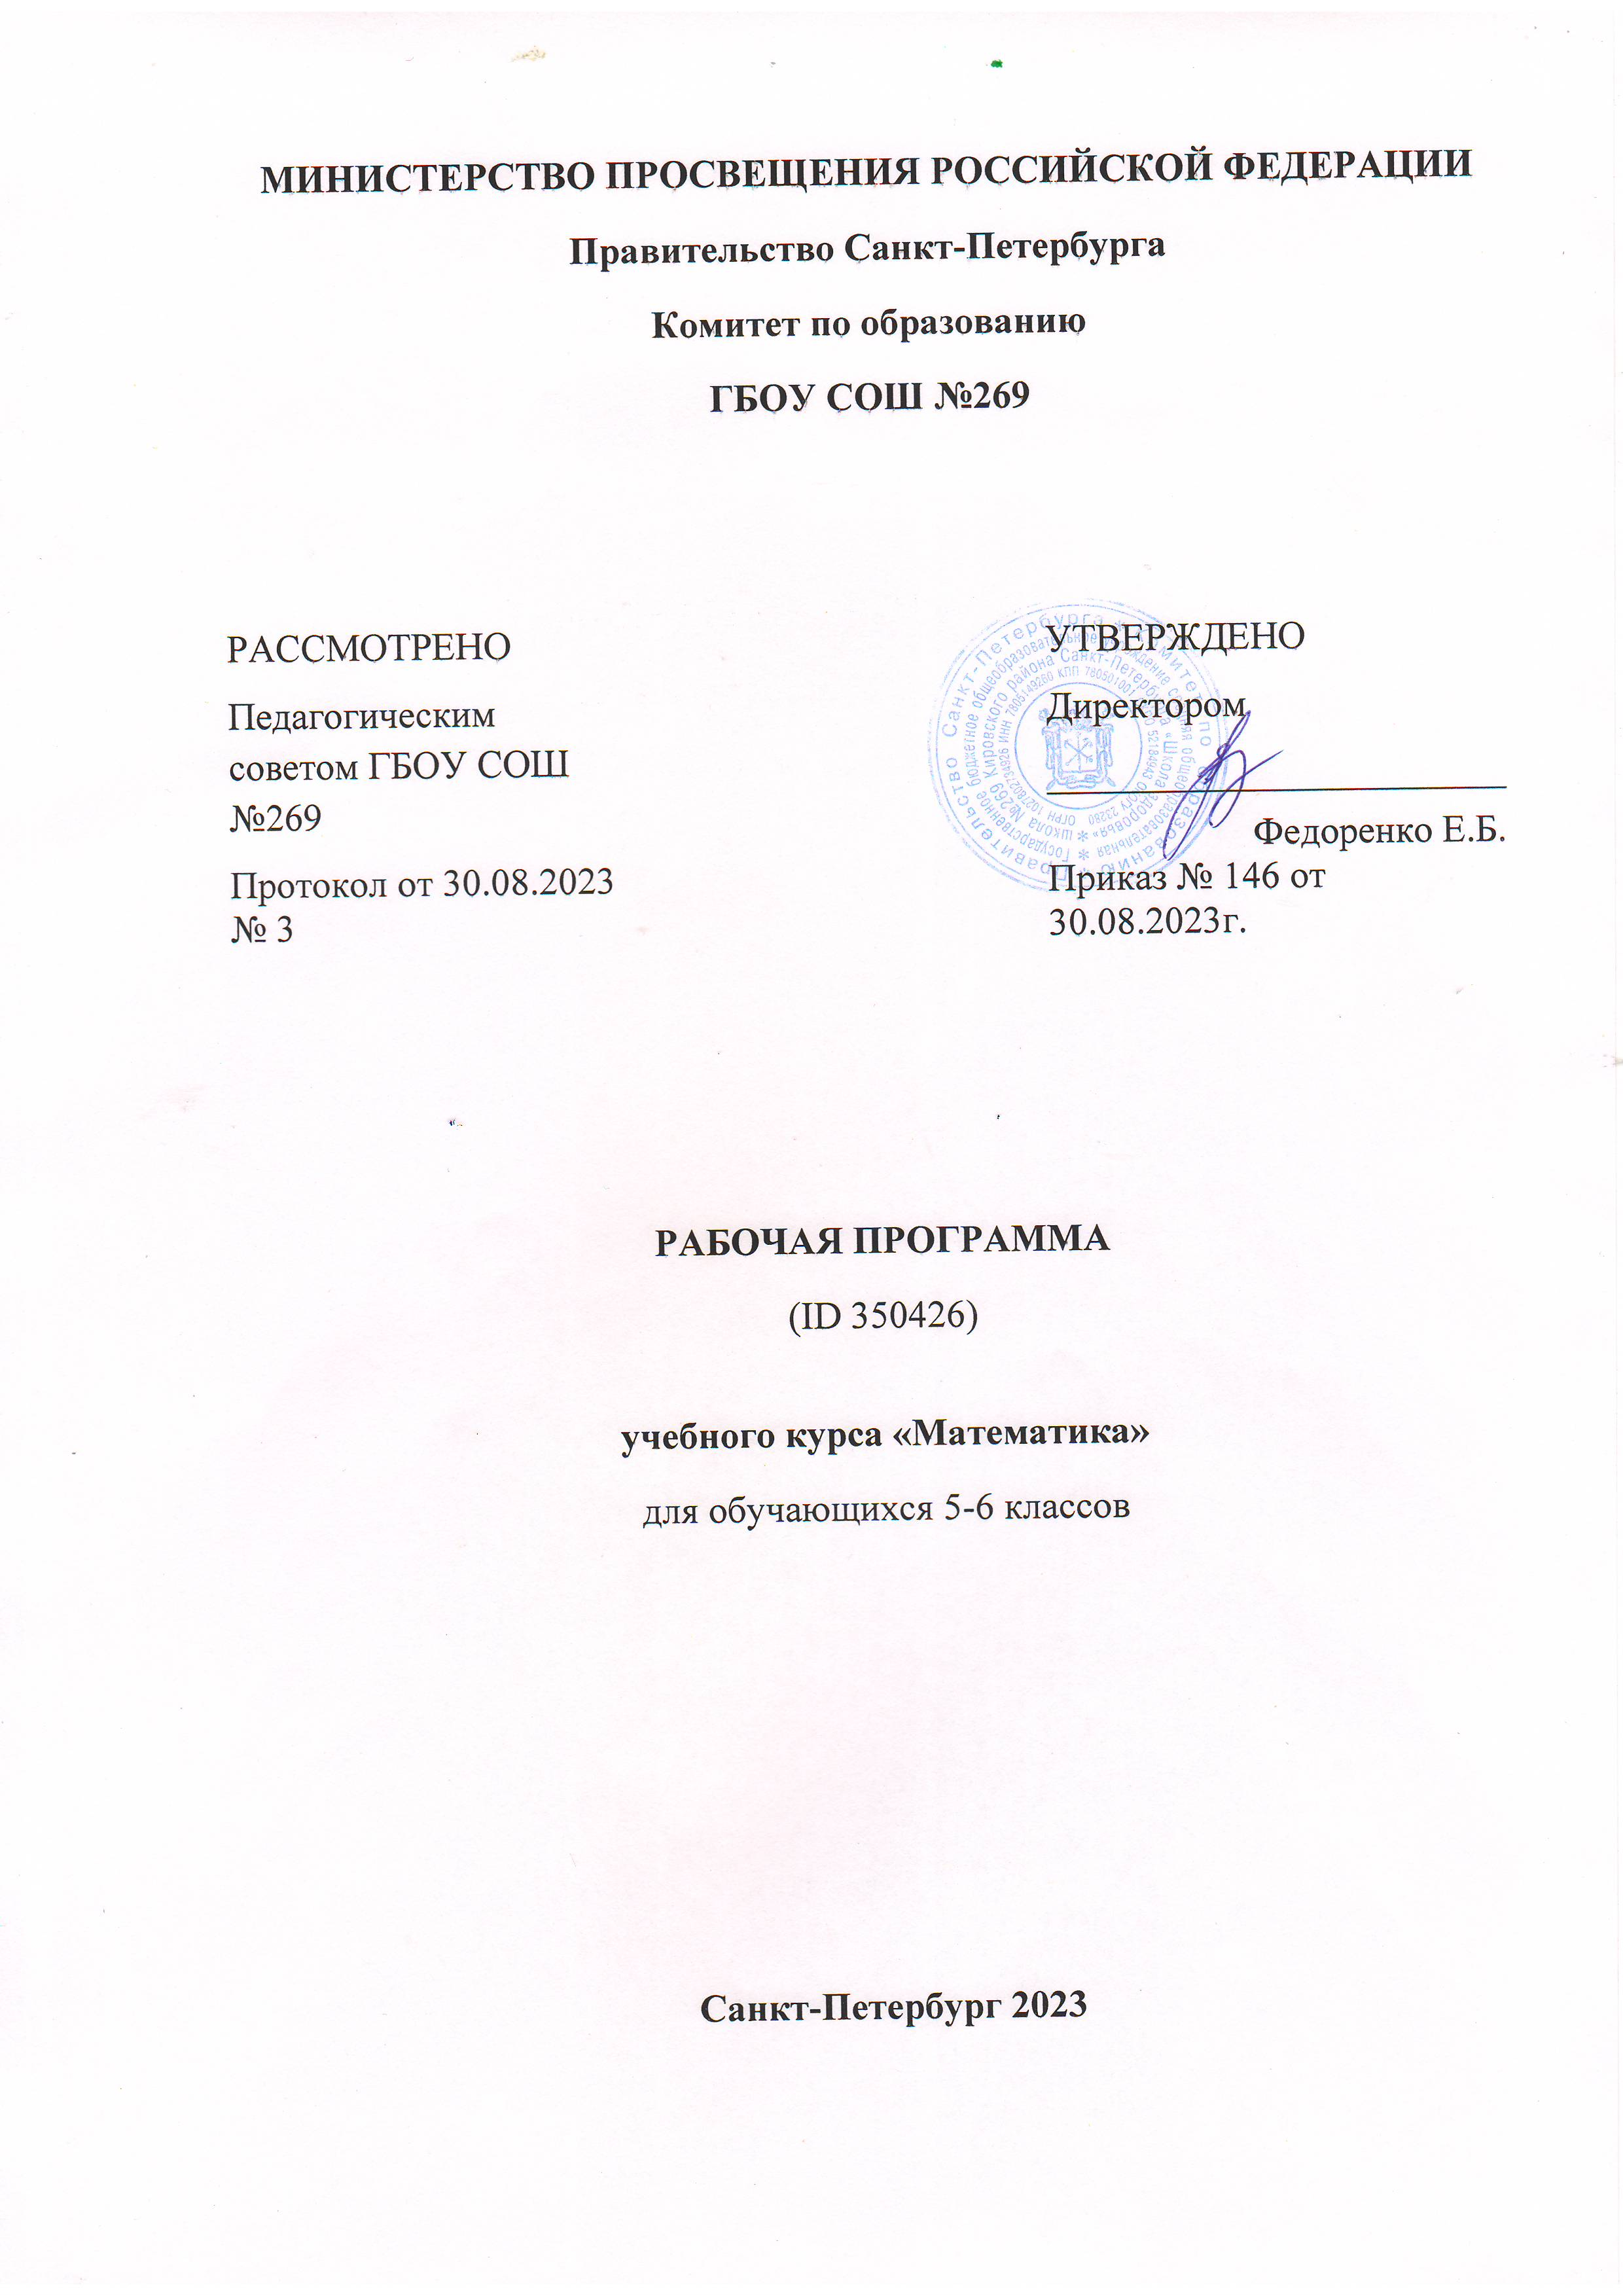 МИНИСТЕРСТВО ПРОСВЕЩЕНИЯ РОССИЙСКОЙ ФЕДЕРАЦИИ
Правительство Санкт-Петербурга
Комитет по образованию
ГБОУ СОШ №269
РАССМОТРЕНО
Педагогическим
советом ГБОУ СОШ
№269
Протокол от 30.08.2023
№ 3
УТВЕРЖДЕНО
Директором
Федоренко Е.Б.
Приказ № 146 от
30.08.2023г.
РАБОЧАЯ ПРОГРАММА
(ID 350426)
учебного курса «Математика»
для обучающихся 5-6 классов
Санкт-Петербург 2023